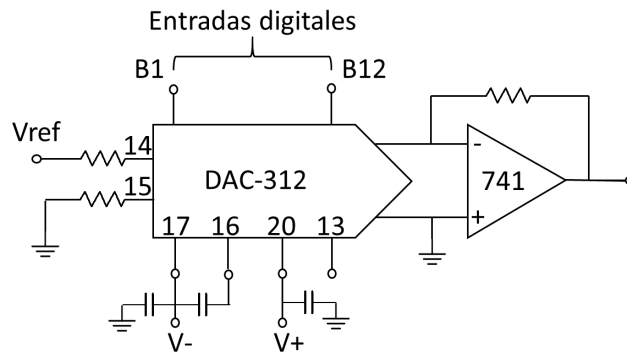 Entradas digitales
B1
B12
Vref
14
15
DAC-312
17
16
20
13
-
741
+
V-
V+